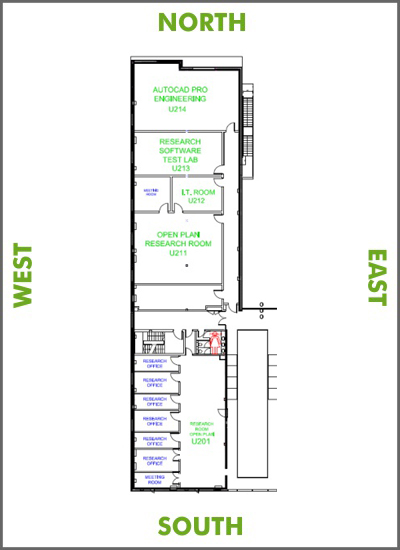 NORTH
AUTOCAD PRO
ENGINEERING
U214
RESEARCH
SOFTWARE
TEST LAB
U213
MEETING
ROOM
I.T. ROOM
U212
OPEN PLAN
RESEARCH ROOM
U211
WEST
EAST
RESEARCH
OFFICE
RESEARCH
OFFICE
RESEARCH
OFFICE
RESEARCH
OFFICE
RESEARCH
OFFICE
RESEARCH
OFFICE
MEETING
ROOM
RESEARCH
ROOM
OPEN PLAN
U201
SOUTH